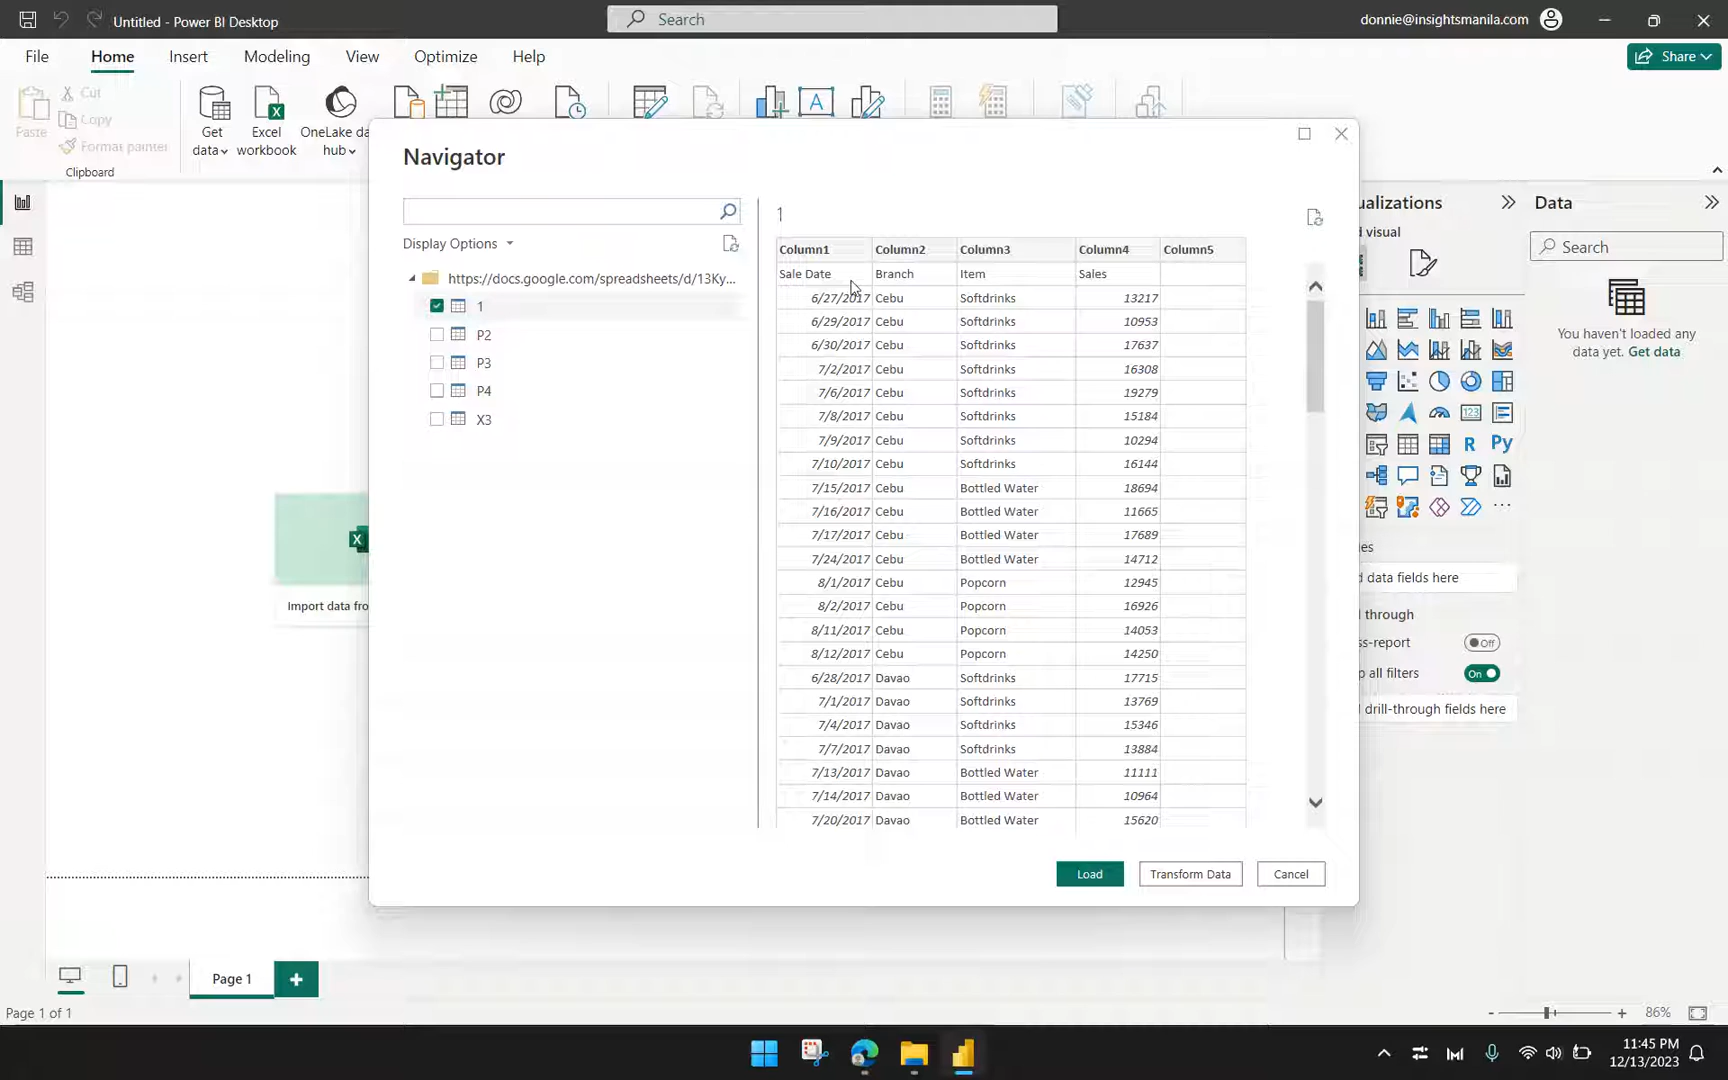 Untitled - Power BI Desktop
Search
donnie@insightsmanila.com
File
Home
Insert
Modeling
View
Optimize
Help
Share
Paste
Cut
Copy
Format painter
Clipboard
Get data
Excel workbook
OneLake da
hub
Navigator
Display Options
https://docs.google.com/spreadsheets/d/13Ky...
1
P2
P3
P4
X3
1
Column1 Column2 Column3 Column4 Column5
Sale Date Branch Item Sales
6/27/2017 Cebu Softdrinks 13217
6/29/2017 Cebu Softdrinks 10953
6/30/2017 Cebu Softdrinks 17637
7/2/2017 Cebu Softdrinks 16308
7/6/2017 Cebu Softdrinks 19279
7/8/2017 Cebu Softdrinks 15184
7/9/2017 Cebu Softdrinks 10294
7/10/2017 Cebu Softdrinks 16144
7/15/2017 Cebu Bottled Water 18694
7/16/2017 Cebu Bottled Water 11665
7/17/2017 Cebu Bottled Water 17689
7/24/2017 Cebu Bottled Water 14712
8/1/2017 Cebu Popcorn 12945
8/2/2017 Cebu Popcorn 16926
8/11/2017 Cebu Popcorn 14053
8/12/2017 Cebu Popcorn 14250
6/28/2017 Davao Softdrinks 17715
7/1/2017 Davao Softdrinks 13769
7/4/2017 Davao Softdrinks 15346
7/7/2017 Davao Softdrinks 13884
7/13/2017 Davao Bottled Water 11111
7/14/2017 Davao Bottled Water 10964
7/20/2017 Davao Bottled Water 15620
Load
Transform Data
Cancel
Import data fro
ualizations
d visual
R Py
es
d data fields here
l through
ss-report
Off
p all filters
On
l drill-through fields here
Data
Search
You haven't loaded any
data yet. Get data
Page 1
Page 1 of 1
86%
11:45 PM
12/13/2023